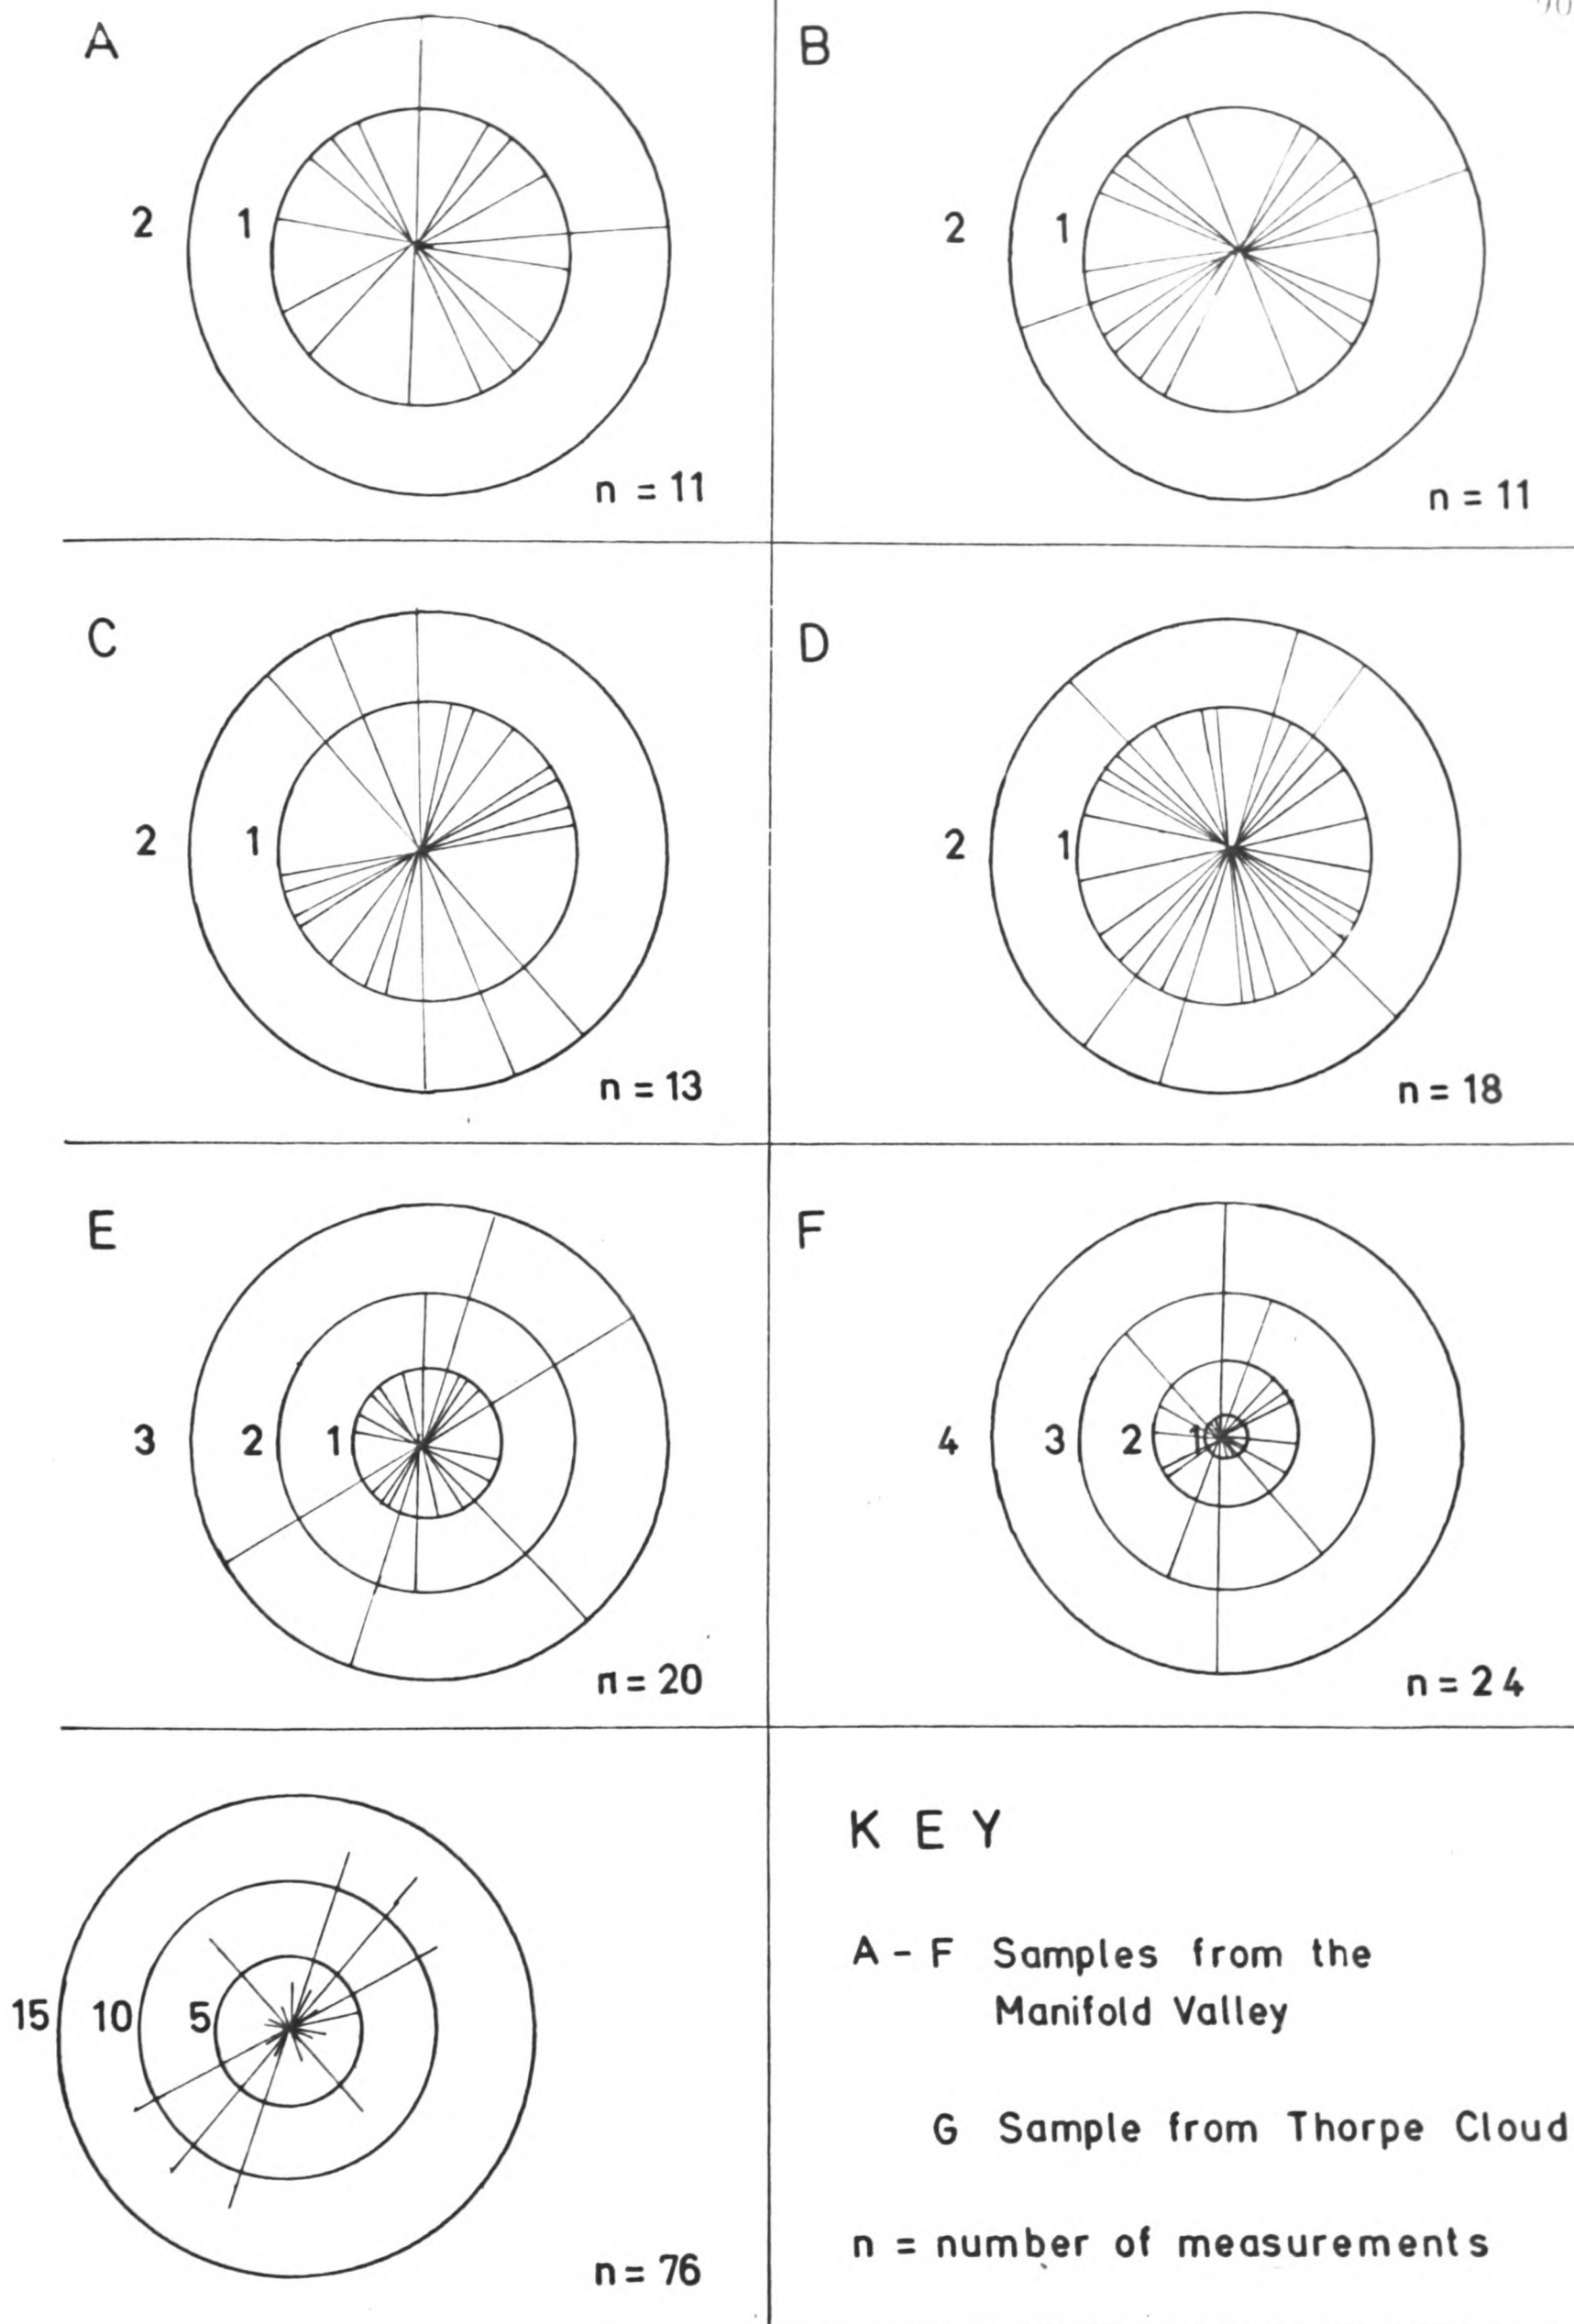 A
2 1
n = 11
B
2 1
n = 11
C
2 1
n = 13
D
2 1
n = 18
E
3 2 1
n = 20
F
4 3 2 1
n = 24
15 10 5
n = 76
K E Y
A - F Samples from the
Manifold Valley
G Sample from Thorpe Cloud
n = number of measurements